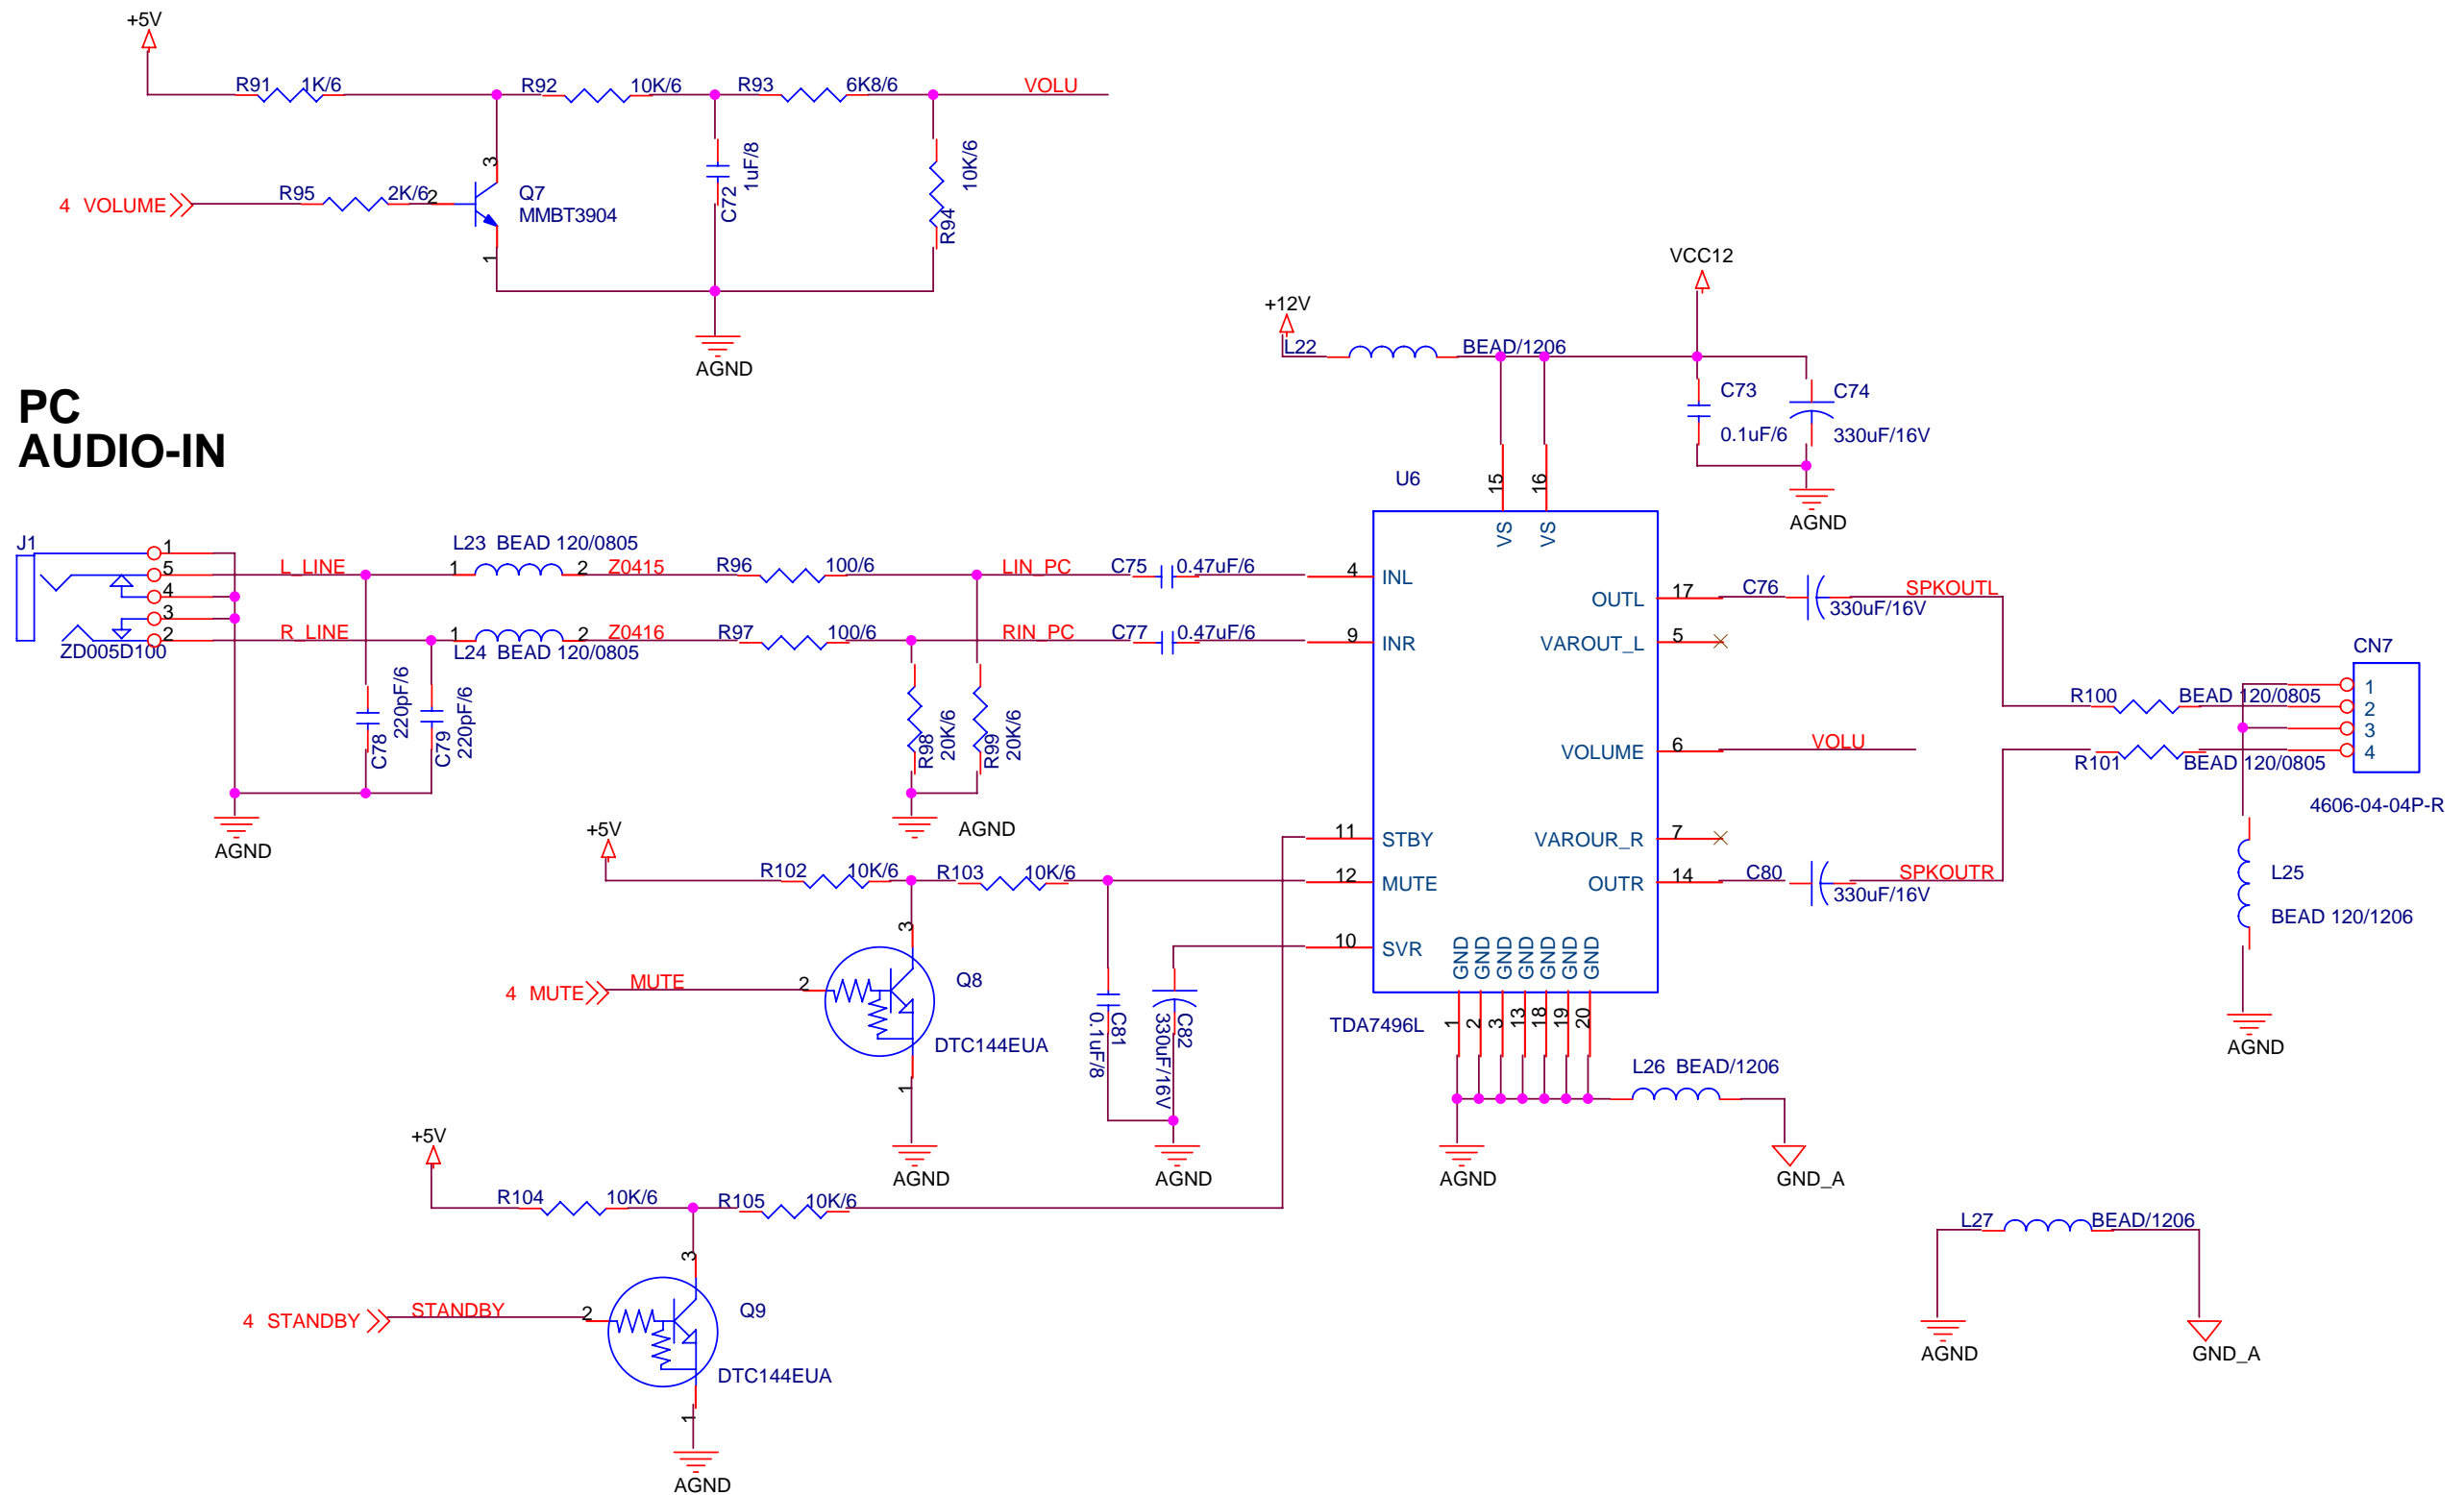 +5V
R91 1K/6 R92 10K/6 R93 6K8/6 VOLU
3
1uF/8
C72
10K/6
R94
4 VOLUME R95 2K/6 2 Q7
MMBT3904
1
AGND
VCC12
+12V
L22 BEAD/1206
C73 C74
0.1uF/6 330uF/16V
AGND
PC
AUDIO-IN
U6
15 16
VS VS
J1
1
5
4
3
2
ZD005D100
L_LINE 1 L23 BEAD 120/0805 2 Z0415 R96 100/6 LIN_PC C75 0.47uF/6 4 INL
R_LINE 1 L24 BEAD 120/0805 2 Z0416 R97 100/6 RIN_PC C77 0.47uF/6 9 INR
OUTL 17 C76 330uF/16V SPKOUTL
VAROUT_L 5
CN7
1
2
3
4
R100 BEAD 120/0805
R101 BEAD 120/0805
4606-04-04P-R
220pF/6
C78
220pF/6
C79
R98
20K/6
R99
20K/6
VOLUME 6 VOLU
AGND
AGND
+5V
R102 10K/6 R103 10K/6
11 STBY
12 MUTE
10 SVR
VAROUR_R 7
OUTR 14 C80 330uF/16V SPKOUTR
L25
BEAD 120/1206
AGND
3
4 MUTE MUTE 2 Q8
DTC144EUA
1
AGND
C81
0.1uF/8
C82
330uF/16V
AGND
GND GND GND GND GND GND GND
TDA7496L
1 2 3 13 18 19 20
L26 BEAD/1206
AGND
GND_A
+5V
R104 10K/6 R105 10K/6
3
4 STANDBY STANDBY 2 Q9
DTC144EUA
1
AGND
L27 BEAD/1206
AGND
GND_A